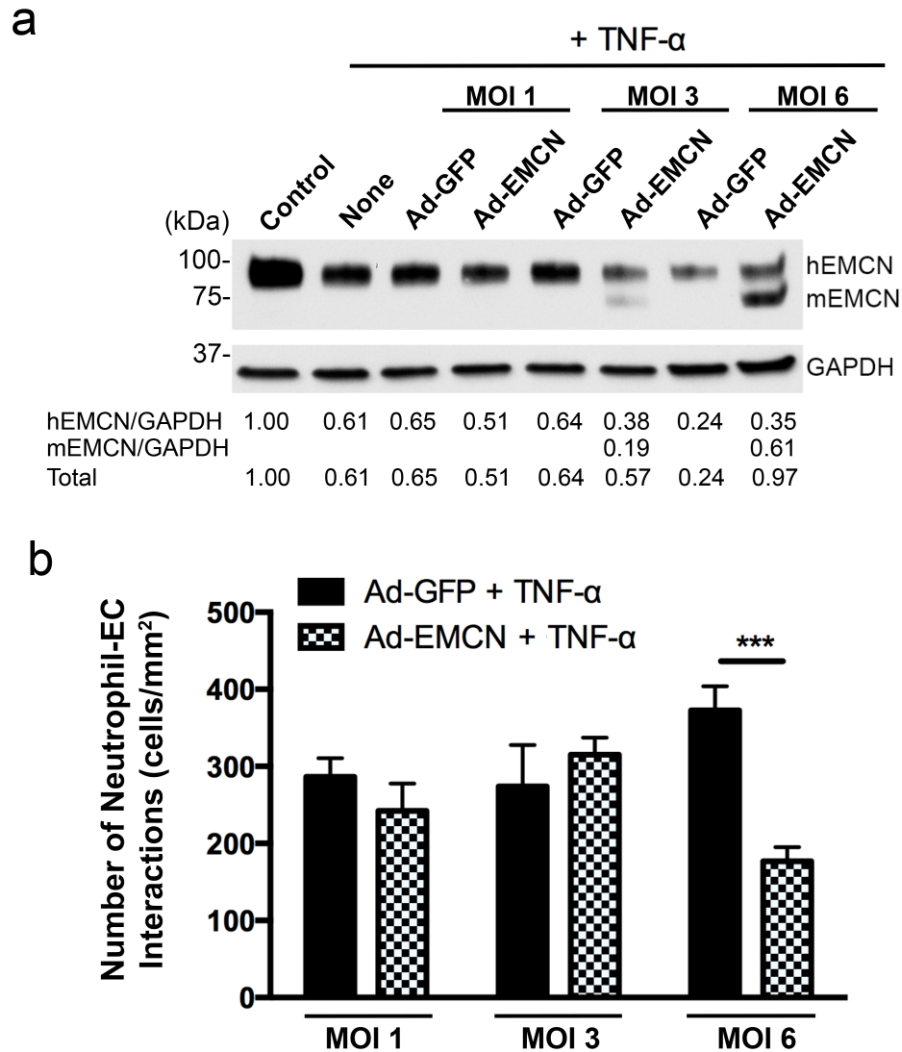 a
+ TNF-α
MOI 1 MOI 3 MOI 6
Control None Ad-GFP Ad-EMCN Ad-GFP Ad-EMCN Ad-GFP Ad-EMCN
(kDa)
100- hEMCN
75- mEMCN
37- GAPDH
hEMCN/GAPDH 1.00 0.61 0.65 0.51 0.64 0.38 0.24 0.35
mEMCN/GAPDH 0.19 0.61
Total 1.00 0.61 0.65 0.51 0.64 0.57 0.24 0.97
b
Number of Neutrophil-EC
Interactions (cells/mm²)
Ad-GFP + TNF-α
Ad-EMCN + TNF-α
500
400
300
200
100
0
***
MOI 1 MOI 3 MOI 6